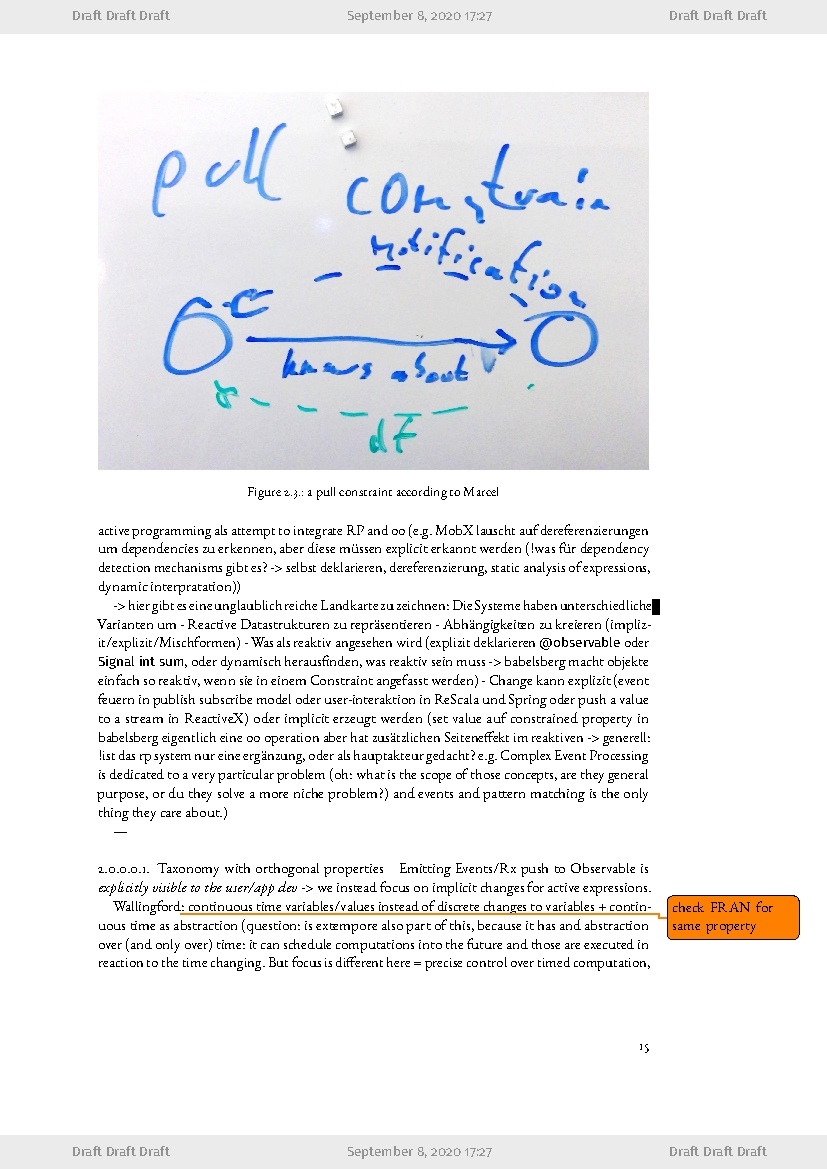 Draft Draft Draft September 8, 2020 17:27 Draft Draft Draft
pull
constrain
notification
knows about
dF
Figure 2.3.: a pull constraint according to Marcel
active programming als attempt to integrate RP and oo (e.g. MobX lauscht auf dereferenzierungen
um dependencies zu erkennen, aber diese müssen explicit erkannt werden (!was für dependency
detection mechanisms gibt es? -> selbst deklarieren, dereferenzierung, static analysis of expressions,
dynamic interpratation))
-> hier gibt es eine unglaublich reiche Landkarte zu zeichnen: Die Systeme haben unterschiedliche
Varianten um - Reactive Datastrukturen zu repräsentieren - Abhängigkeiten zu kreieren (impliz-
it/explizit/Mischformen) - Was als reaktiv angesehen wird (explizit deklarieren @observable oder
Signal int sum, oder dynamisch herausfinden, was reaktiv sein muss -> babelsberg macht objekte
einfach so reaktiv, wenn sie in einem Constraint angefasst werden) - Change kann explizit (event
feuern in publish subscribe model oder user-interaktion in ReScala und Spring oder push a value
to a stream in ReactiveX) oder implicit erzeugt werden (set value auf constrained property in
babelsberg eigentlich eine oo operation aber hat zusätzlichen Seiteneffekt im reaktiven -> generell:
!ist das rp system nur eine ergänzung, oder als hauptakteur gedacht? e.g. Complex Event Processing
is dedicated to a very particular problem (oh: what is the scope of those concepts, are they general
purpose, or du they solve a more niche problem?) and events and pattern matching is the only
thing they care about.)
—
2.0.0.0.1. Taxonomy with orthogonal properties Emitting Events/Rx push to Observable is
explicitly visible to the user/app dev -> we instead focus on implicit changes for active expressions.
Wallingford: continuous time variables/values instead of discrete changes to variables + contin-
uous time as abstraction (question: is extempore also part of this, because it has and abstraction
over (and only over) time: it can schedule computations into the future and those are executed in
reaction to the time changing. But focus is different here = precise control over timed computation,
check FRAN for
same property
15
Draft Draft Draft September 8, 2020 17:27 Draft Draft Draft